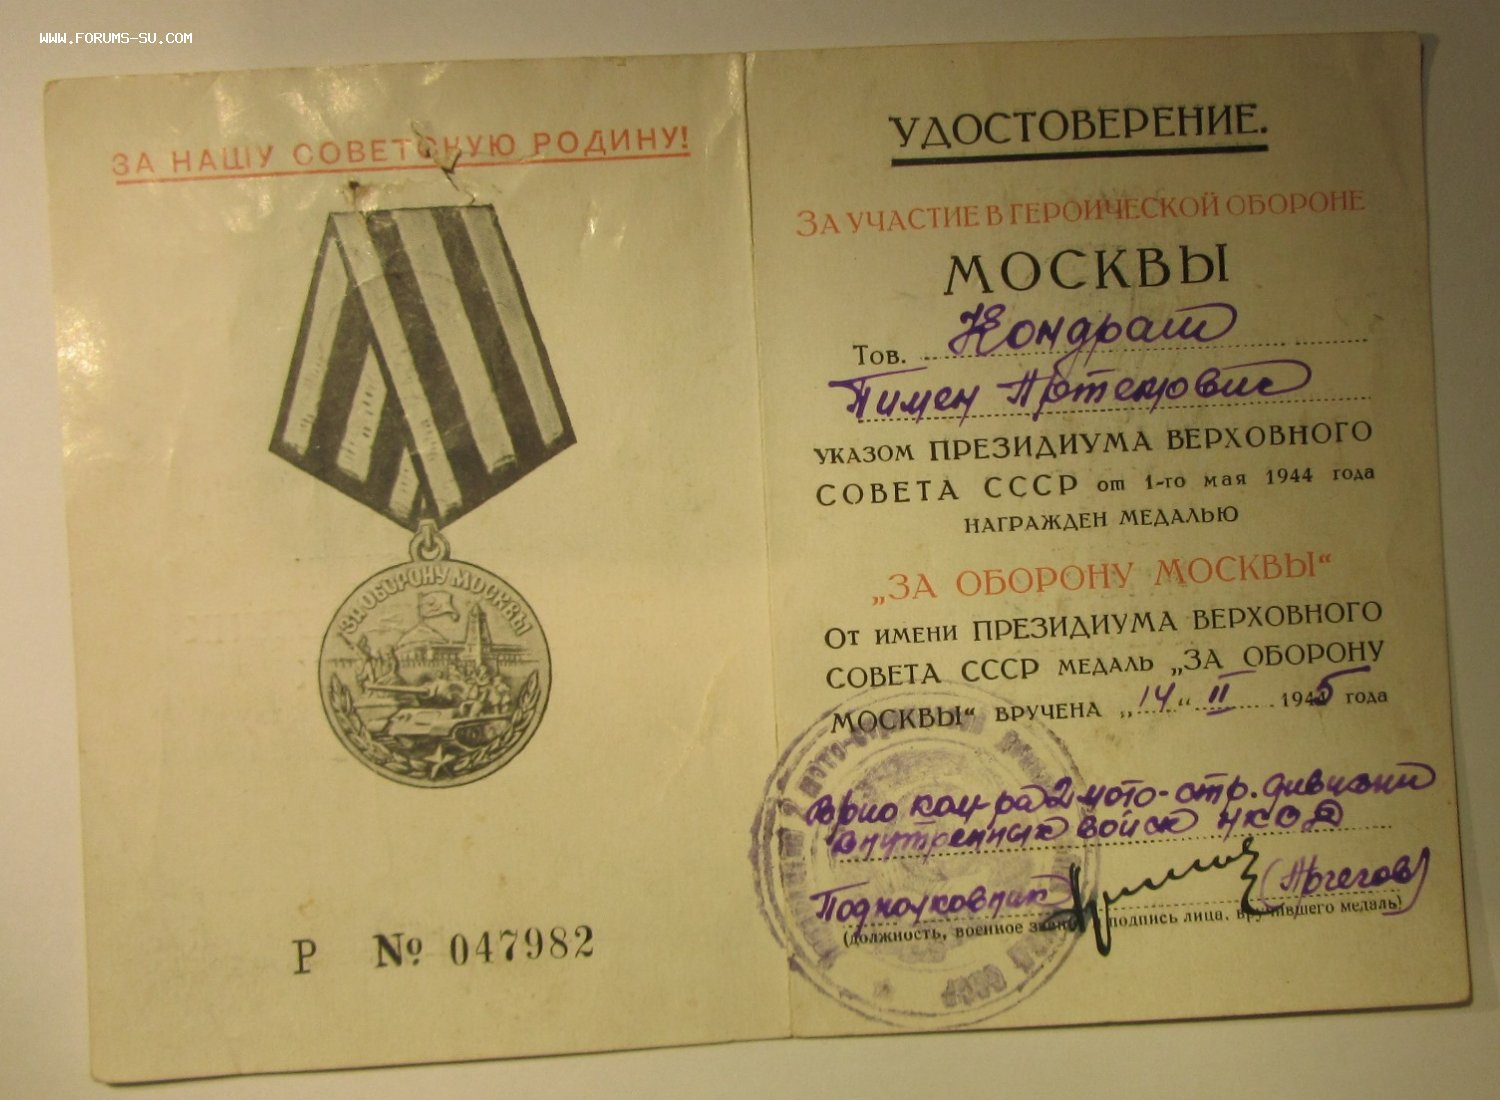 WWW.FORUMS-SU.COM
ЗА НАШУ СОВЕТСКУЮ РОДИНУ!
ЗА ОБОРОНУ МОСКВЫ
Р № 047982
УДОСТОВЕРЕНИЕ.
ЗА УЧАСТИЕ В ГЕРОИЧЕСКОЙ ОБОРОНЕ
МОСКВЫ
Тов. Кондрат
Пимен Артемович
УКАЗОМ ПРЕЗИДИУМА ВЕРХОВНОГО
СОВЕТА СССР от 1-го мая 1944 года
НАГРАЖДЕН МЕДАЛЬЮ
„ЗА ОБОРОНУ МОСКВЫ“
От имени ПРЕЗИДИУМА ВЕРХОВНОГО
СОВЕТА СССР МЕДАЛЬ „ЗА ОБОРОНУ
МОСКВЫ“ ВРУЧЕНА „14“ II 1945 года
Врио ком-ра 2 мото-стр. дивизии
внутренних войск НКВД
Подполковник
(должность, военное звание и подпись лица, вручившего медаль)